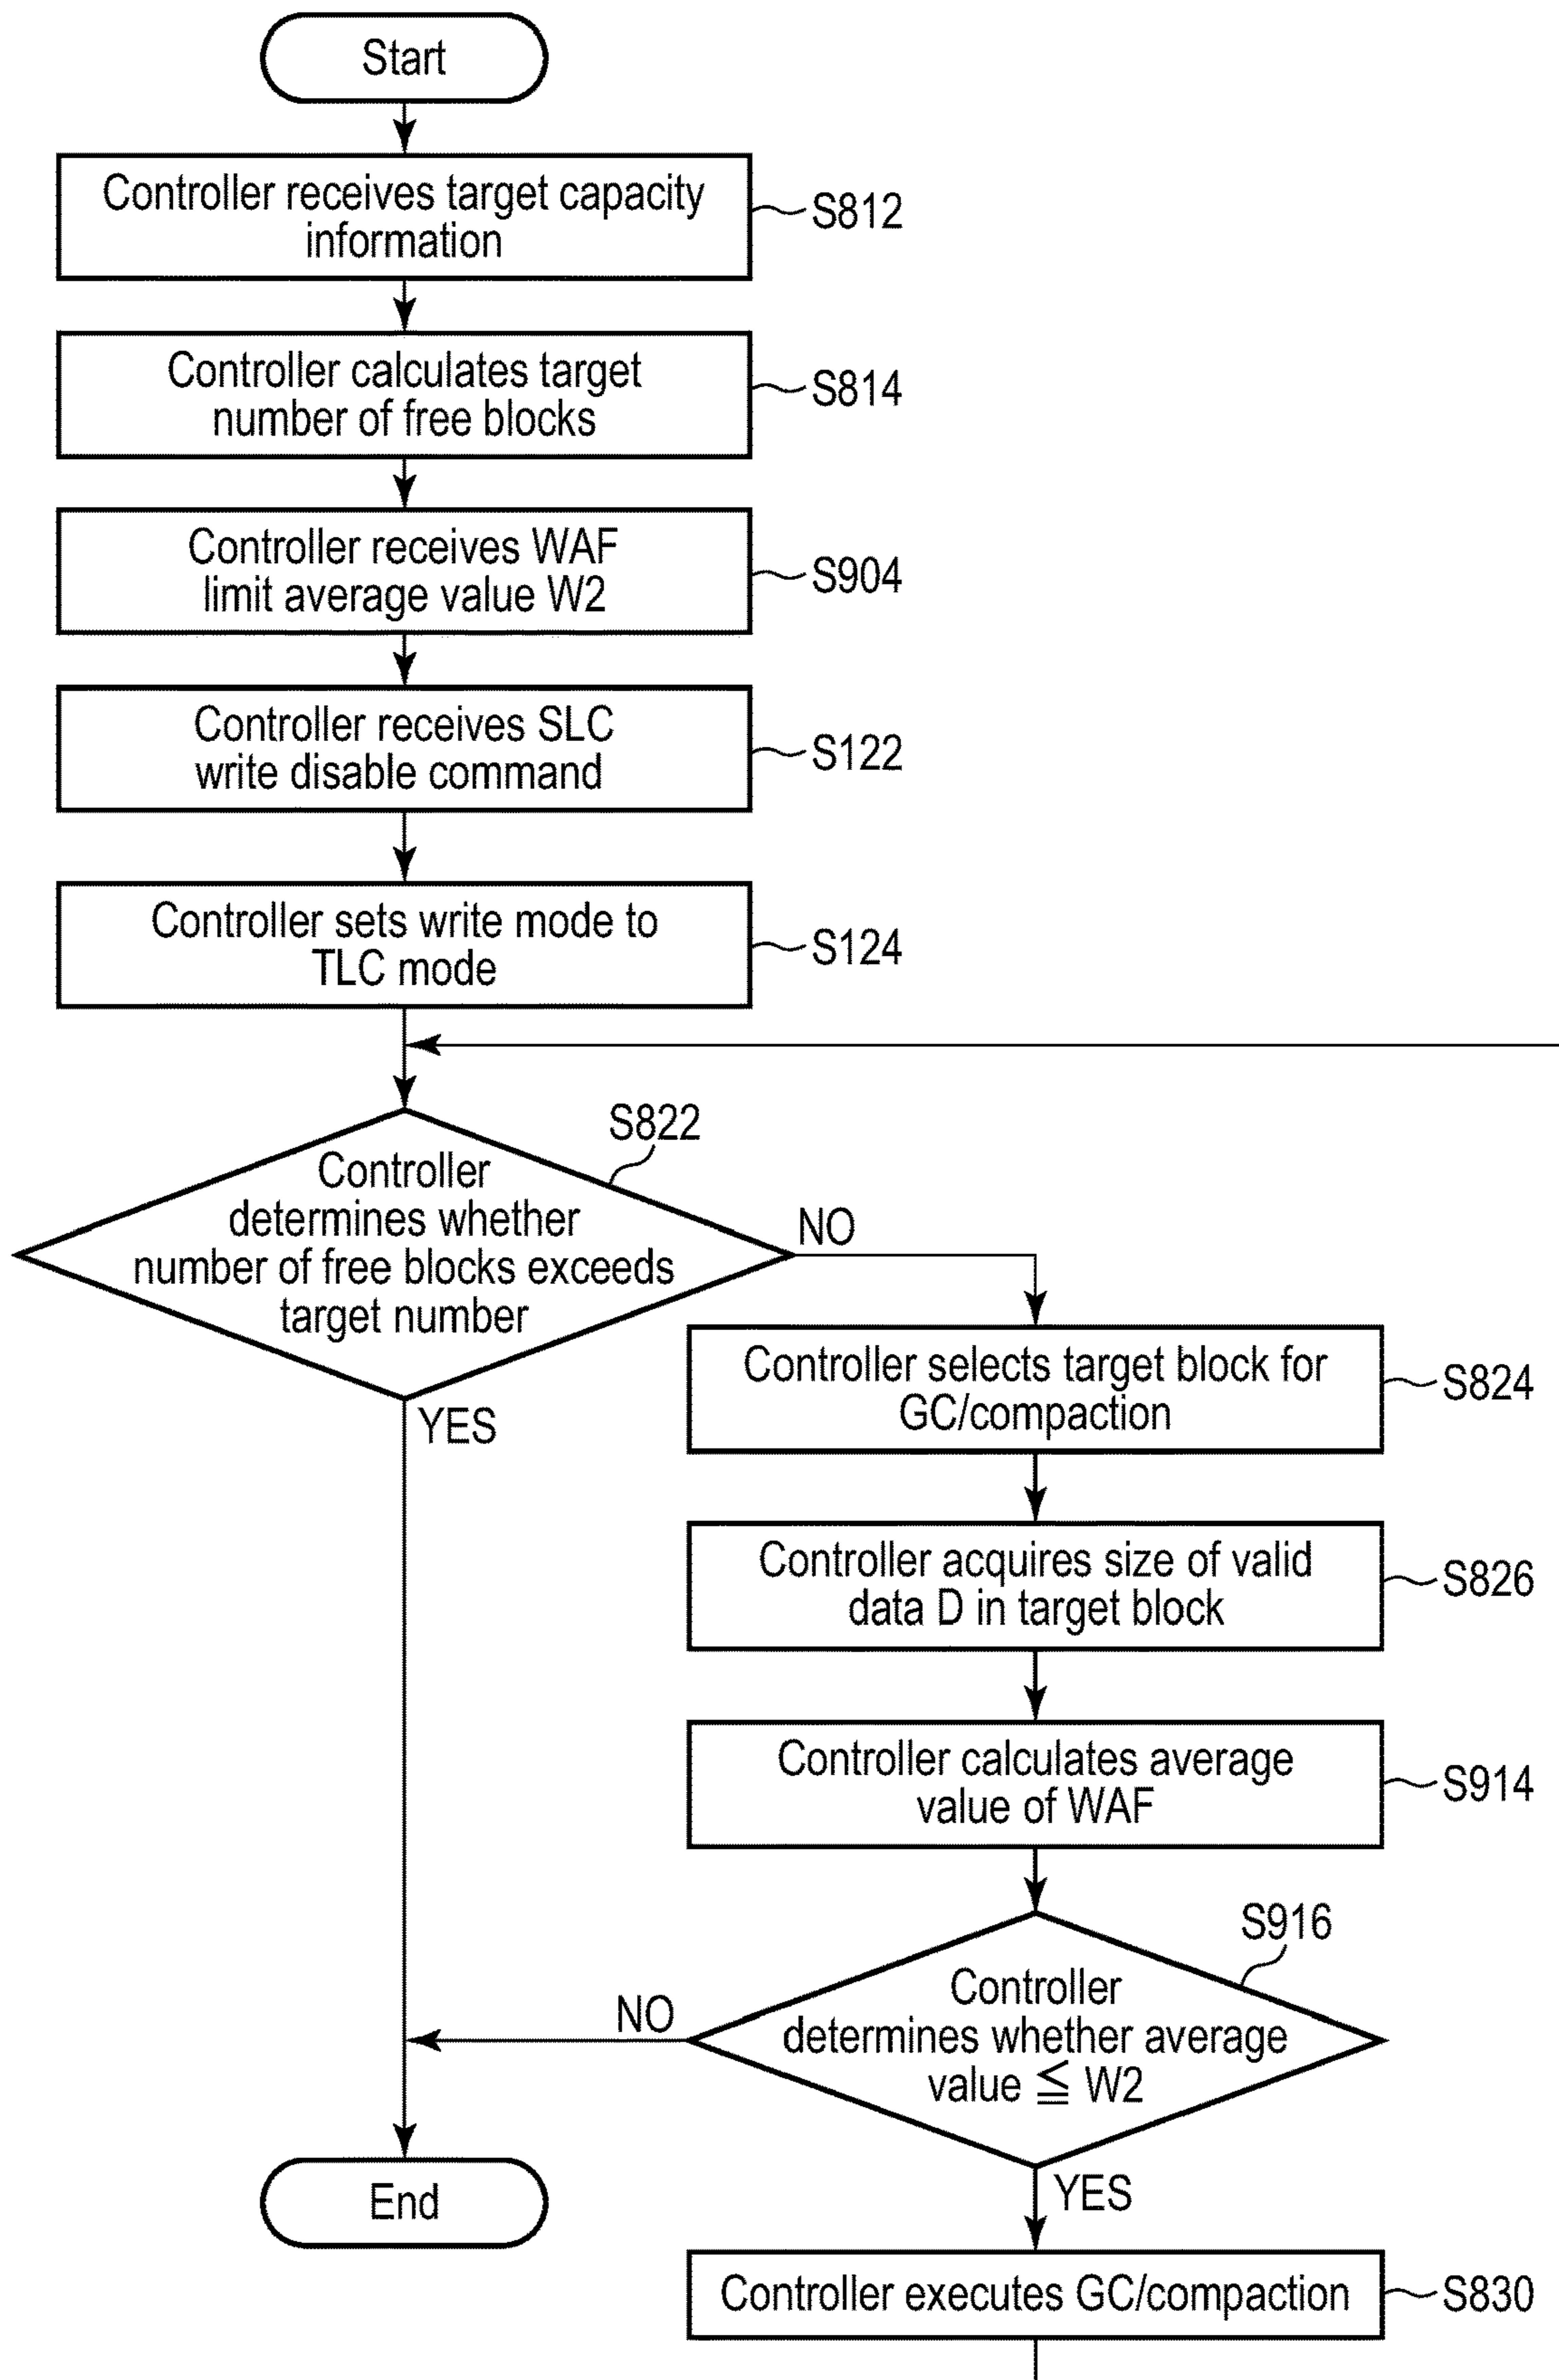 Start
Controller receives target capacity
information
S812
Controller calculates target
number of free blocks
S814
Controller receives WAF
limit average value W2
S904
Controller receives SLC
write disable command
S122
Controller sets write mode to
TLC mode
S124
S822
Controller
determines whether
number of free blocks exceeds
target number
NO
YES
Controller selects target block for
GC/compaction
S824
Controller acquires size of valid
data D in target block
S826
Controller calculates average
value of WAF
S914
S916
Controller
determines whether average
value ≦ W2
NO
YES
End
Controller executes GC/compaction
S830